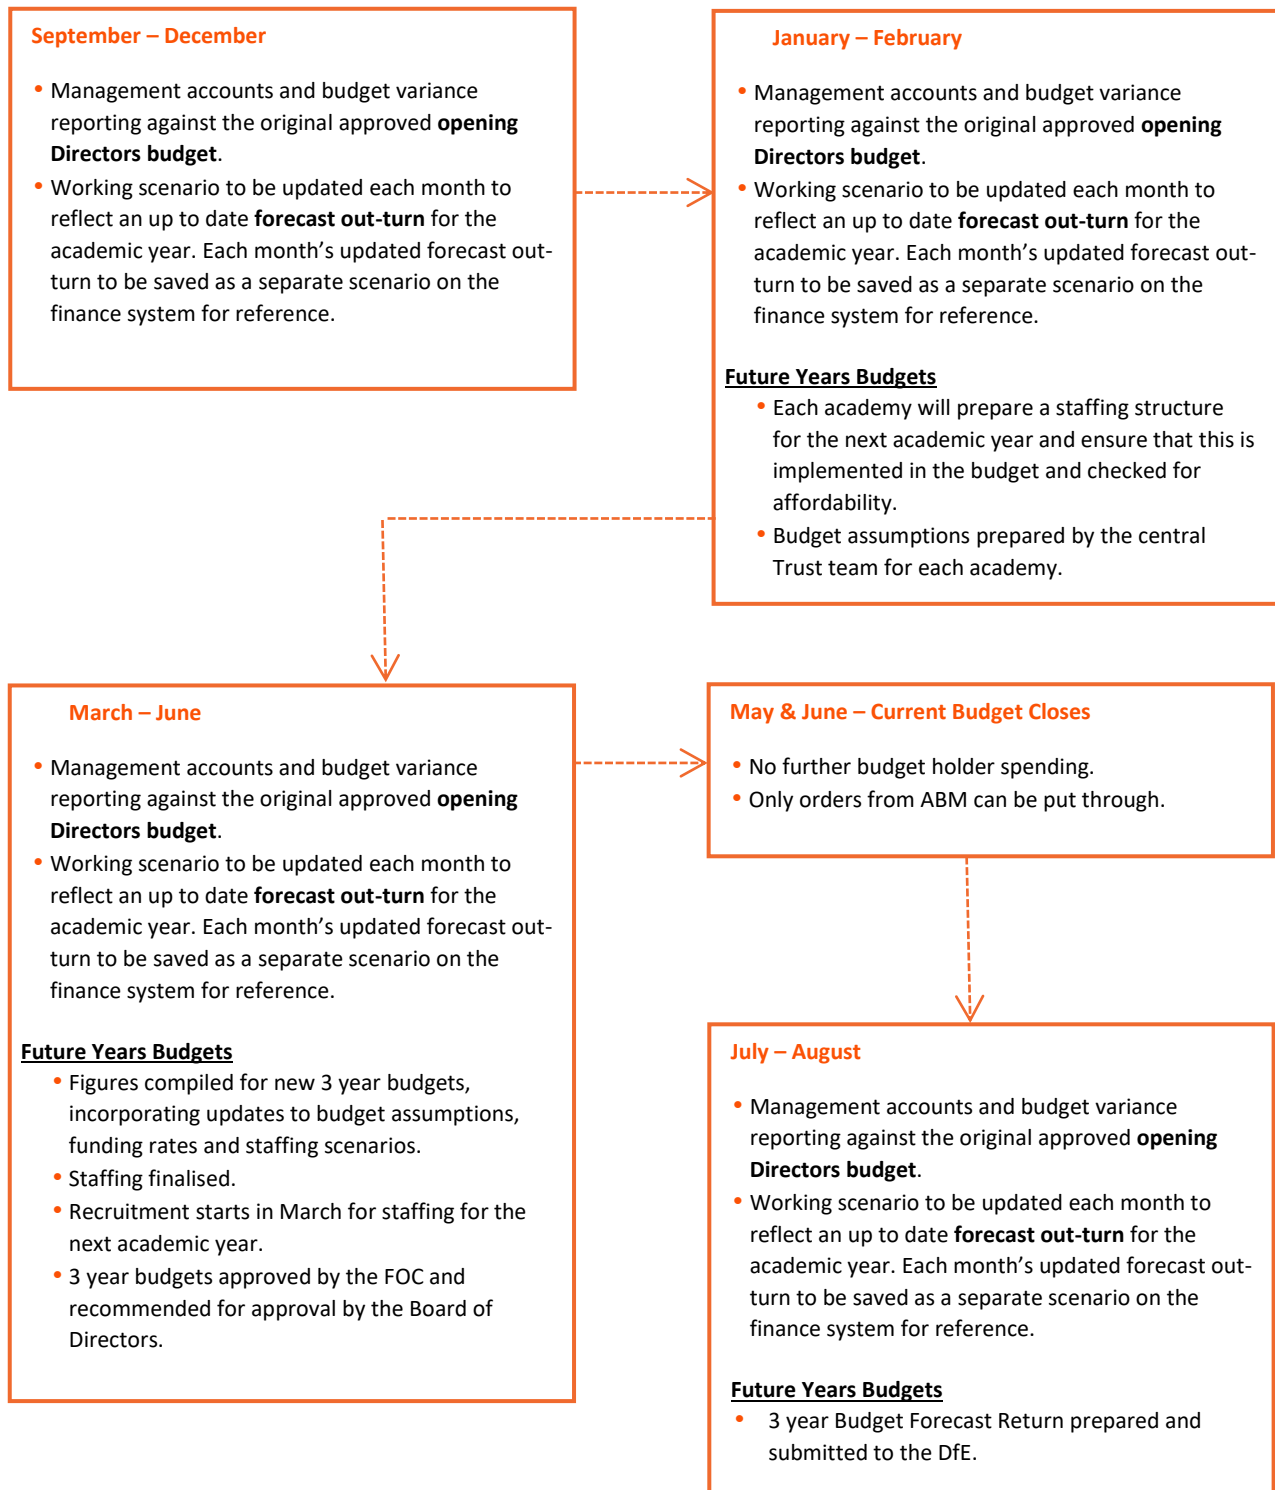 September – December
• Management accounts and budget variance
reporting against the original approved opening
Directors budget.
• Working scenario to be updated each month to
reflect an up to date forecast out-turn for the
academic year. Each month’s updated forecast out-
turn to be saved as a separate scenario on the
finance system for reference.
January – February
• Management accounts and budget variance
reporting against the original approved opening
Directors budget.
• Working scenario to be updated each month to
reflect an up to date forecast out-turn for the
academic year. Each month’s updated forecast out-
turn to be saved as a separate scenario on the
finance system for reference.
Future Years Budgets
• Each academy will prepare a staffing structure
for the next academic year and ensure that this is
implemented in the budget and checked for
affordability.
• Budget assumptions prepared by the central
Trust team for each academy.
March – June
• Management accounts and budget variance
reporting against the original approved opening
Directors budget.
• Working scenario to be updated each month to
reflect an up to date forecast out-turn for the
academic year. Each month’s updated forecast out-
turn to be saved as a separate scenario on the
finance system for reference.
Future Years Budgets
• Figures compiled for new 3 year budgets,
incorporating updates to budget assumptions,
funding rates and staffing scenarios.
• Staffing finalised.
• Recruitment starts in March for staffing for the
next academic year.
• 3 year budgets approved by the FOC and
recommended for approval by the Board of
Directors.
May & June – Current Budget Closes
• No further budget holder spending.
• Only orders from ABM can be put through.
July – August
• Management accounts and budget variance
reporting against the original approved opening
Directors budget.
• Working scenario to be updated each month to
reflect an up to date forecast out-turn for the
academic year. Each month’s updated forecast out-
turn to be saved as a separate scenario on the
finance system for reference.
Future Years Budgets
• 3 year Budget Forecast Return prepared and
submitted to the DfE.